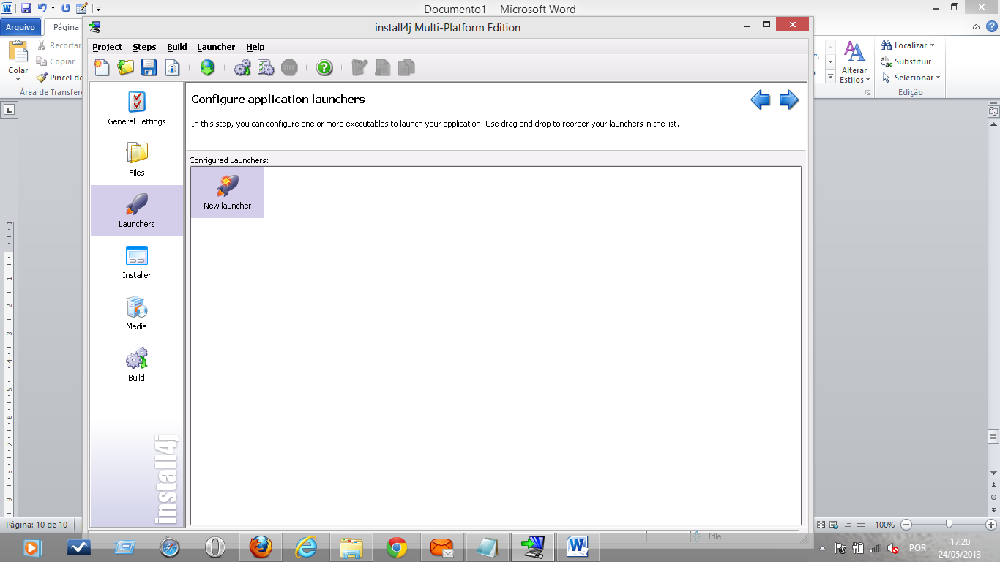 Documento1 - Microsoft Word
Arquivo
Página
Recortar
Copiar
Pincel de
Colar
Área de Transfere
Localizar
Substituir
Selecionar
Alterar
Estilos
Edição
install4j Multi-Platform Edition
Project Steps Build Launcher Help
STOP
General Settings
Files
Launchers
Installer
Media
Build
install4j
Configure application launchers
In this step, you can configure one or more executables to launch your application. Use drag and drop to reorder your launchers in the list.
Configured Launchers:
New launcher
Idle
Página: 10 de 10
100%
POR
17:20
24/05/2013